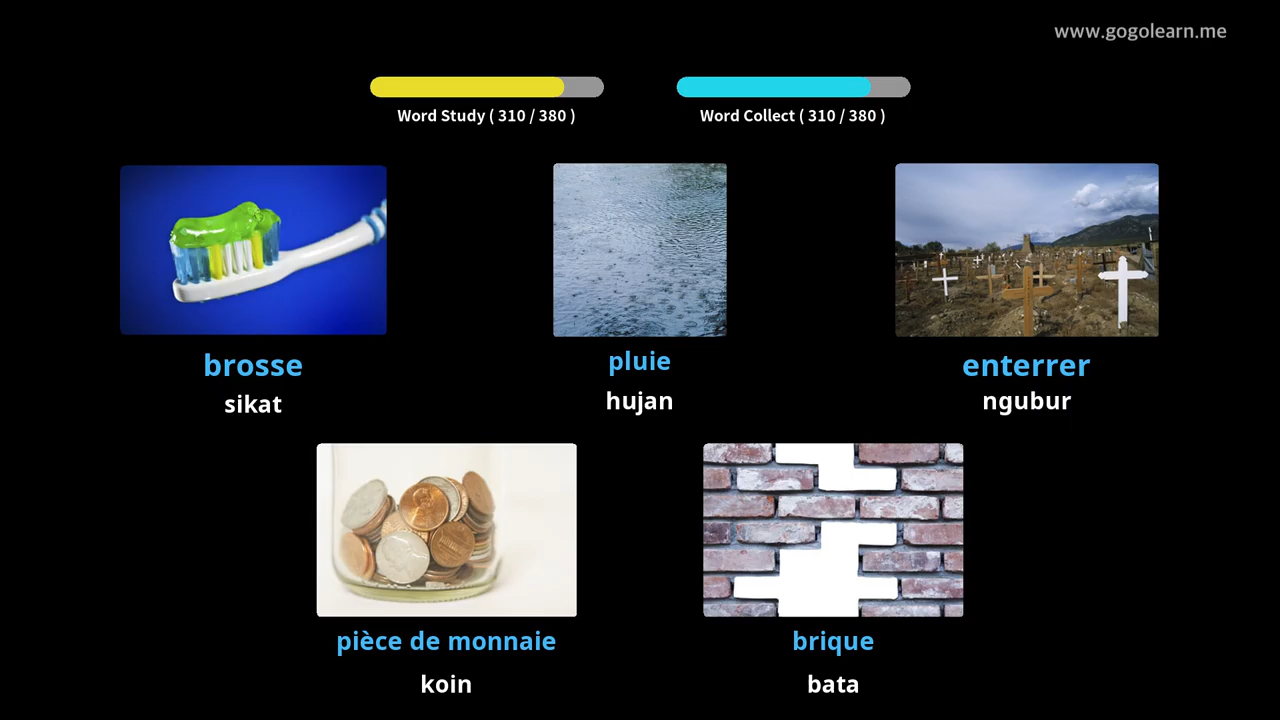 www.gogolearn.me
Word Study ( 310 / 380 )
Word Collect ( 310 / 380 )
brosse
sikat
pluie
hujan
enterrer
ngubur
pièce de monnaie
koin
brique
bata